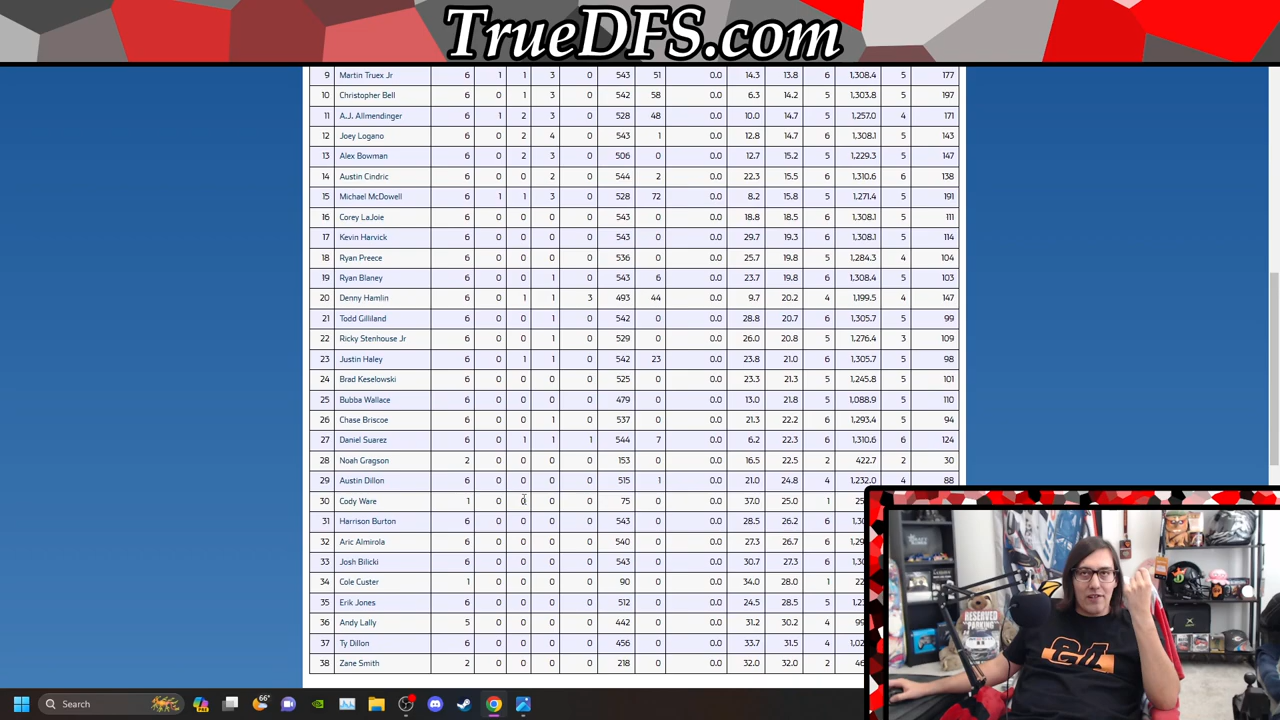 TrueDFS.com
9 Martin Truex Jr 6 1 1 3 0 543 51 0.0 14.3 13.8 6 1,308.4 5 177
10 Christopher Bell 6 0 1 3 0 542 58 0.0 6.3 14.2 5 1,303.8 5 197
11 A.J. Allmendinger 6 1 2 3 0 528 48 0.0 10.0 14.7 5 1,257.0 4 171
12 Joey Logano 6 0 2 4 0 543 1 0.0 12.8 14.7 6 1,308.1 5 143
13 Alex Bowman 6 0 2 3 0 506 0 0.0 12.7 15.2 5 1,229.3 5 147
14 Austin Cindric 6 0 0 2 0 544 2 0.0 22.3 15.5 6 1,310.6 6 138
15 Michael McDowell 6 1 1 3 0 528 72 0.0 8.2 15.8 5 1,271.4 5 191
16 Corey LaJoie 6 0 0 0 0 543 0 0.0 18.8 18.5 6 1,308.1 5 111
17 Kevin Harvick 6 0 0 0 0 543 0 0.0 29.7 19.3 6 1,308.1 5 114
18 Ryan Preece 6 0 0 0 0 536 0 0.0 25.7 19.8 5 1,284.3 4 104
19 Ryan Blaney 6 0 0 1 0 543 6 0.0 23.7 19.8 6 1,308.4 5 103
20 Denny Hamlin 6 0 1 1 3 493 44 0.0 9.7 20.2 4 1,199.5 4 147
21 Todd Gilliland 6 0 0 1 0 542 0 0.0 28.8 20.7 6 1,305.7 5 99
22 Ricky Stenhouse Jr 6 0 0 1 0 529 0 0.0 26.0 20.8 5 1,276.4 3 109
23 Justin Haley 6 0 1 1 0 542 23 0.0 23.8 21.0 6 1,305.7 5 98
24 Brad Keselowski 6 0 0 0 0 525 0 0.0 23.3 21.3 5 1,245.8 5 101
25 Bubba Wallace 6 0 0 0 0 479 0 0.0 13.0 21.8 5 1,088.9 5 110
26 Chase Briscoe 6 0 0 1 0 537 0 0.0 21.3 22.2 6 1,293.4 5 94
27 Daniel Suarez 6 0 1 1 1 544 7 0.0 6.2 22.3 6 1,310.6 6 124
28 Noah Gragson 2 0 0 0 0 153 0 0.0 16.5 22.5 2 422.7 2 30
29 Austin Dillon 6 0 0 0 0 515 1 0.0 21.0 24.8 4 1,232.0 4 88
30 Cody Ware 1 0 0 0 0 75 0 0.0 37.0 25.0 1
31 Harrison Burton 6 0 0 0 0 543 0 0.0 28.5 26.2 6
32 Aric Almirola 6 0 0 0 0 540 0 0.0 27.3 26.7 6
33 Josh Bilicki 6 0 0 0 0 543 0 0.0 30.7 27.3 6
34 Cole Custer 1 0 0 0 0 90 0 0.0 34.0 28.0 1
35 Erik Jones 6 0 0 0 0 512 0 0.0 24.5 28.5 5
36 Andy Lally 5 0 0 0 0 442 0 0.0 31.2 30.2 4
37 Ty Dillon 6 0 0 0 0 456 0 0.0 33.7 31.5 4
38 Zane Smith 2 0 0 0 0 218 0 0.0 32.0 32.0 2
RESERVED
PARKING
Search
66°